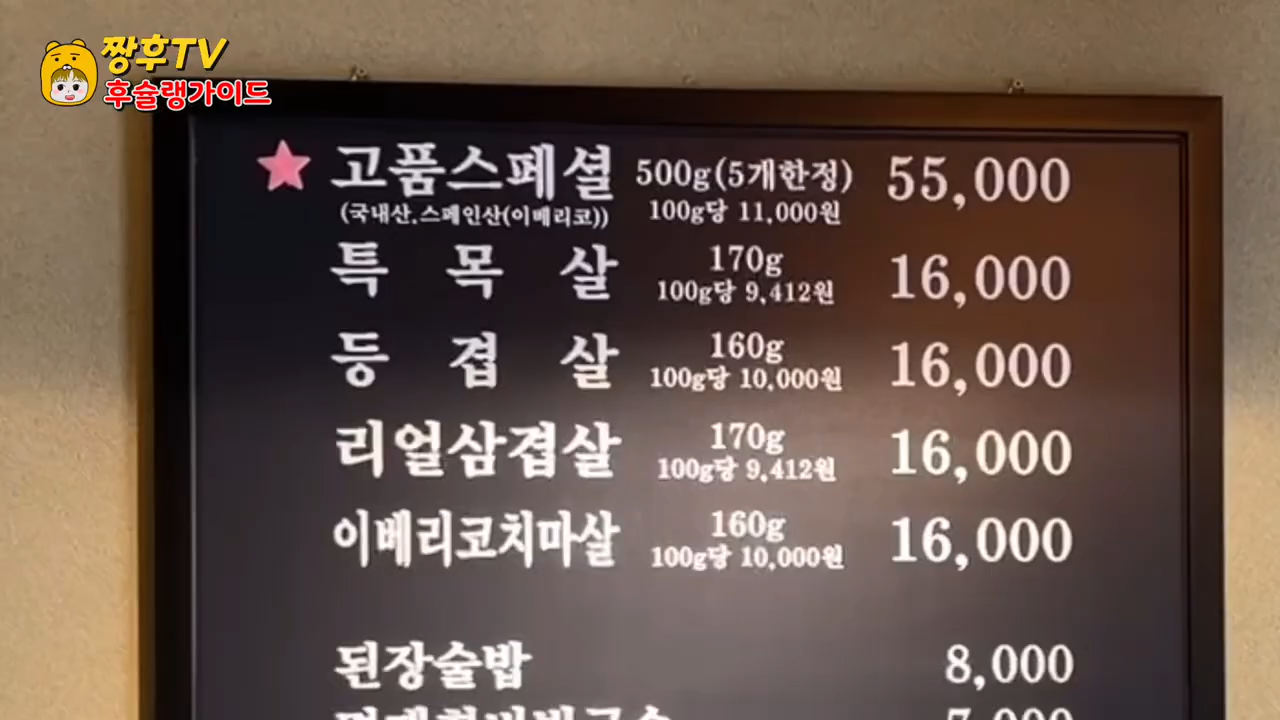 짱후TV
후슐랭가이드
고품스페셜 500g(5개한정) 55,000
(국내산.스페인산(이베리코)) 100g당 11,000원
특목살 170g 16,000
100g당 9,412원
등겹살 160g 16,000
100g당 10,000원
리얼삼겹살 170g 16,000
100g당 9,412원
이베리코치마살 160g 16,000
100g당 10,000원
된장술밥 8,000
7,000